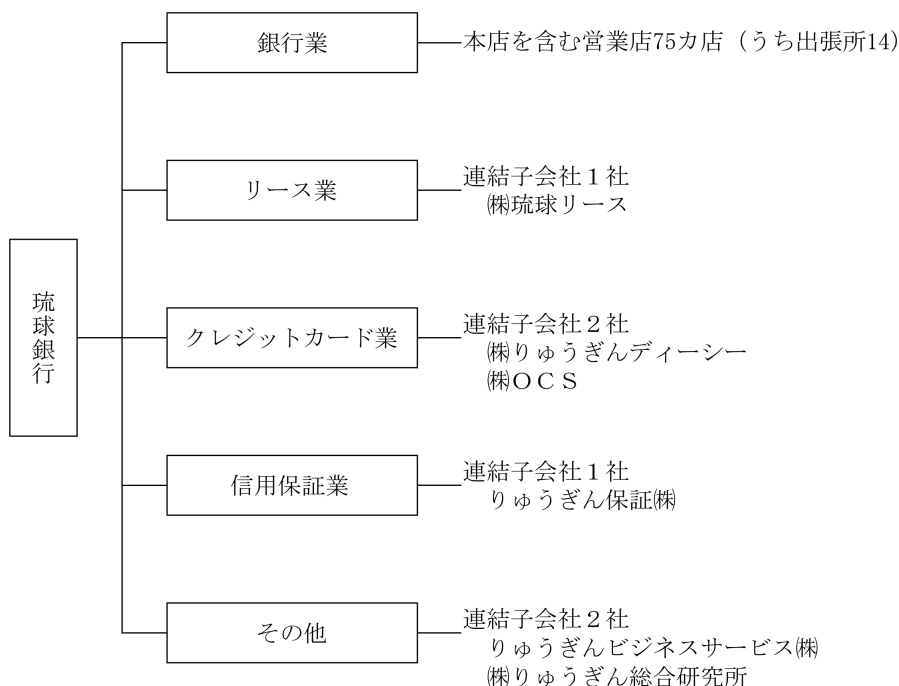 琉球銀行
銀行業
本店を含む営業店75カ店（うち出張所14）
リース業
連結子会社１社
㈱琉球リース
クレジットカード業
連結子会社２社
㈱りゅうぎんディーシー
㈱ＯＣＳ
信用保証業
連結子会社１社
りゅうぎん保証㈱
その他
連結子会社２社
りゅうぎんビジネスサービス㈱
㈱りゅうぎん総合研究所